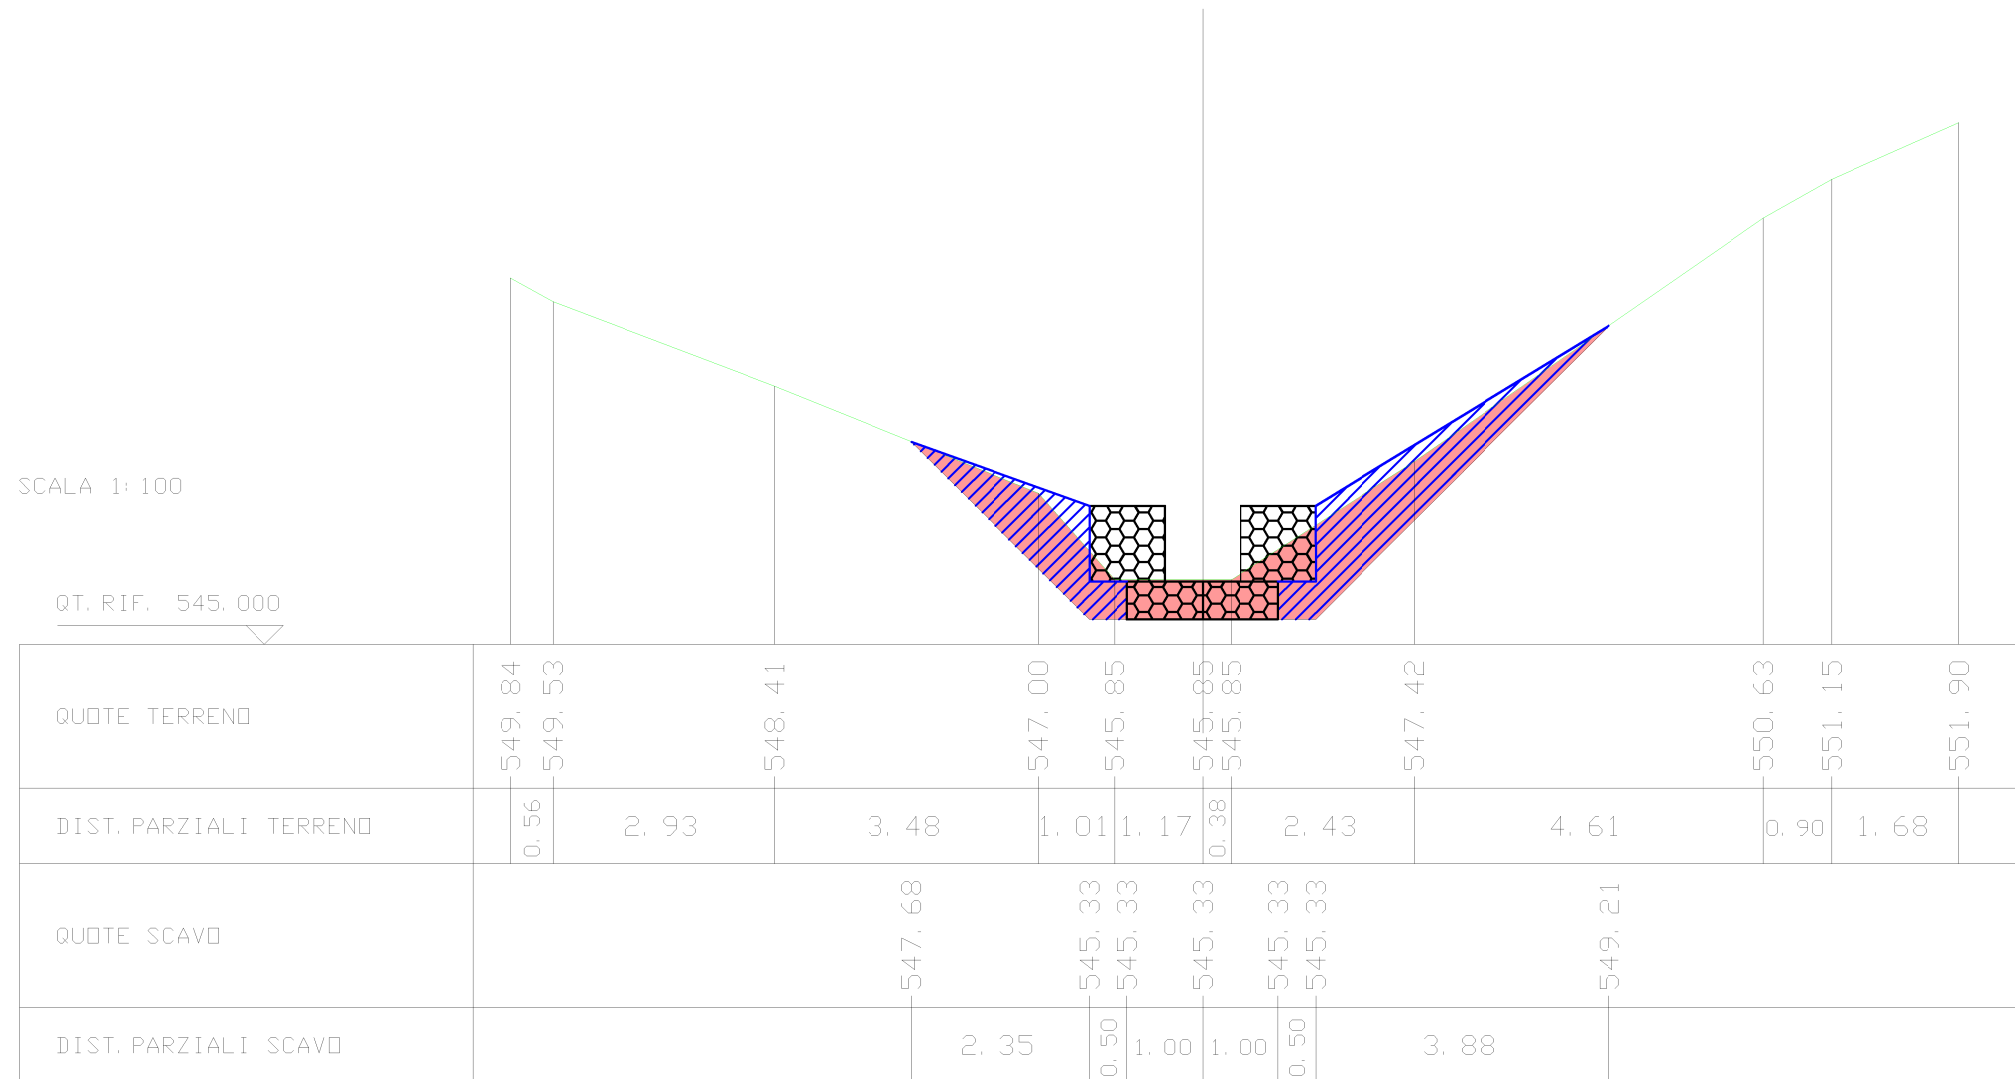 SCALA 1:100
QT.RIF. 545.000
QUOTE TERRENO 549.84 549.53 548.41 547.00 545.85 545.85 545.85 547.42 550.63 551.15 551.90
DIST.PARZIALI TERRENO 0.56 2.93 3.48 1.01 1.17 0.38 2.43 4.61 0.90 1.68
QUOTE SCAVO 547.68 545.33 545.33 545.33 545.33 545.33 549.21
DIST.PARZIALI SCAVO 2.35 0.50 1.00 1.00 0.50 3.88